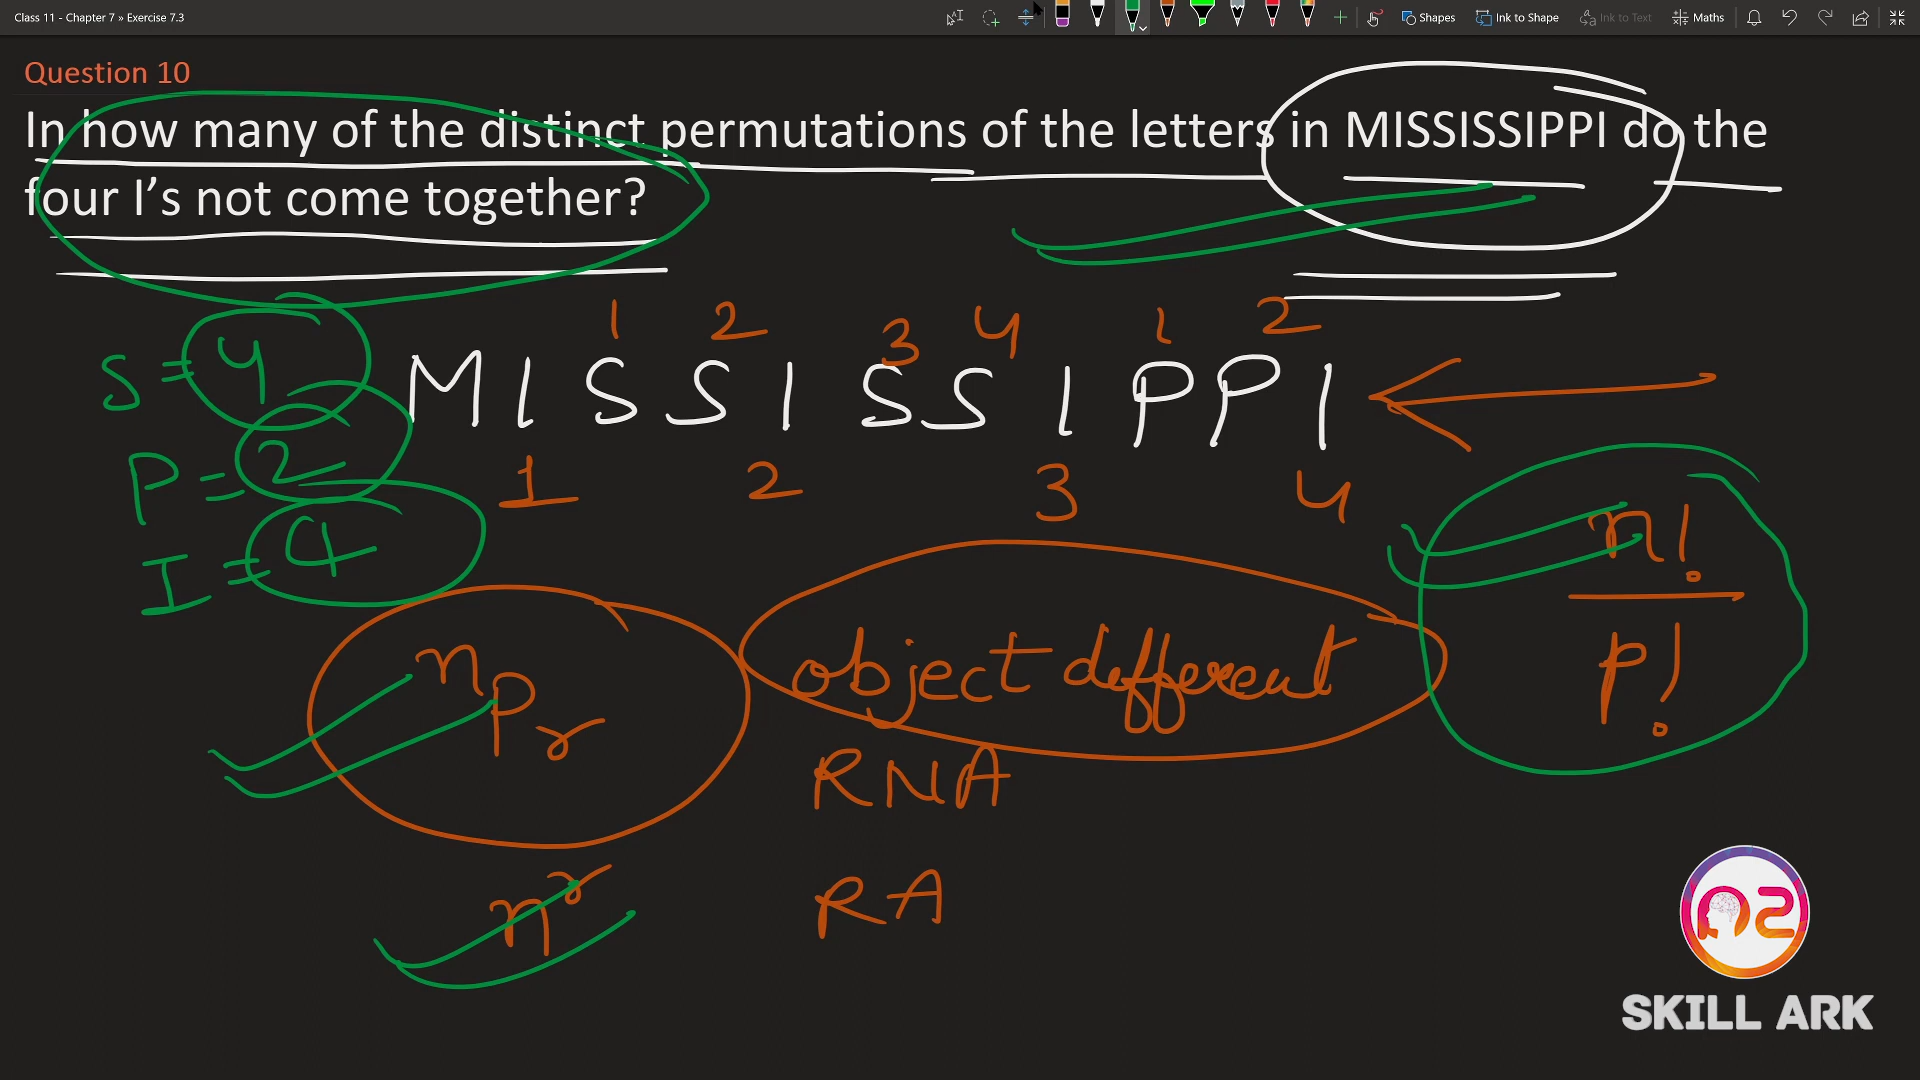 Class 11 - Chapter 7 » Exercise 7.3
Shapes Ink to Shape Ink to Text Maths
Question 10
In how many of the distinct permutations of the letters in MISSISSIPPI do the
four I's not come together?
1 2 3 4 1 2
S = 4
MISSISSIPPI
P = 2
1 2 3 4
I = 4
n!
p!
nPr
object different
RNA
n^r
RA
SKILL ARK